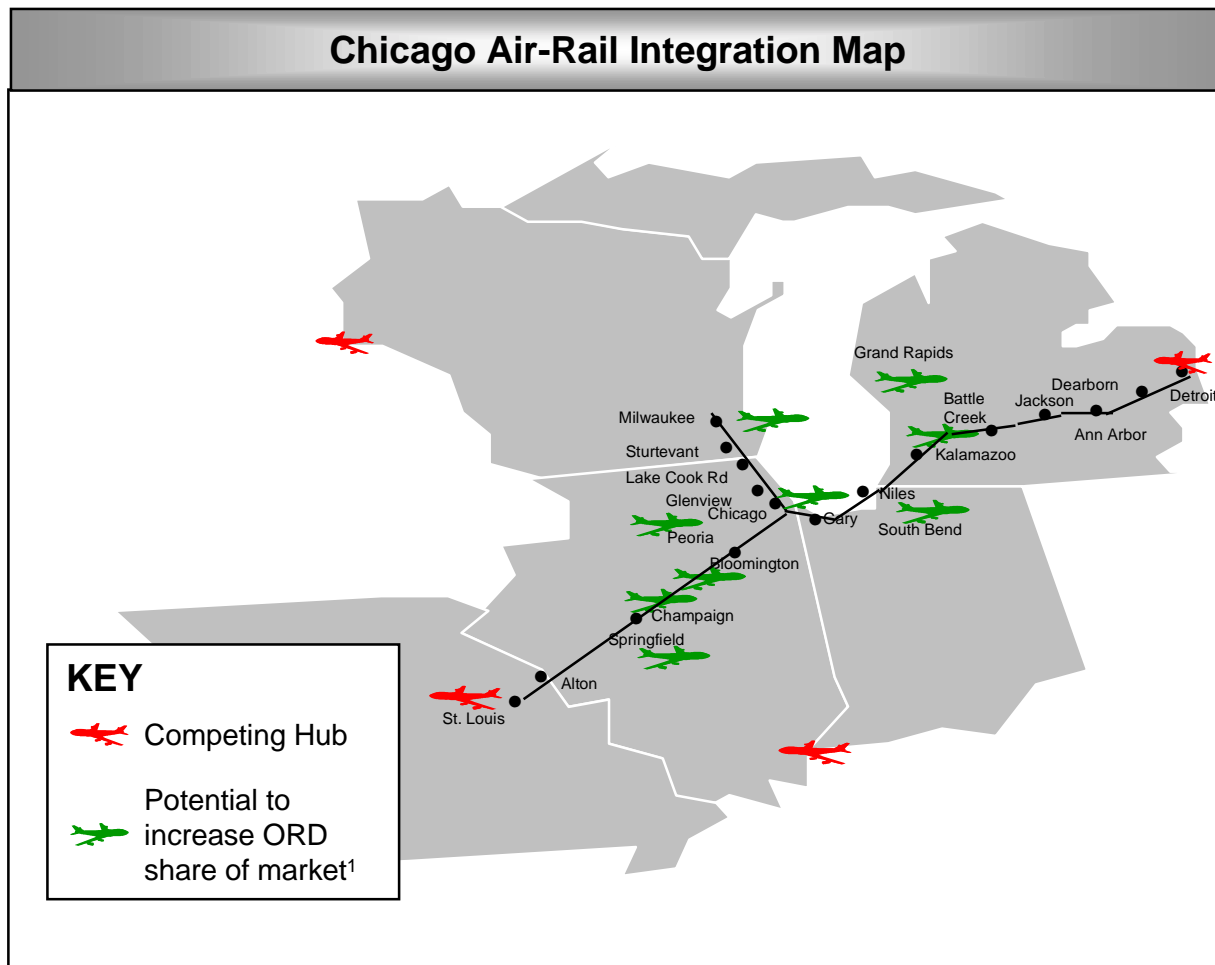 Chicago Air-Rail Integration Map
Grand Rapids
Dearborn
Battle
Creek
Jackson
Detroit
Milwaukee
Ann Arbor
Sturtevant
Kalamazoo
Lake Cook Rd
Glenview
Niles
Chicago
Gary
South Bend
Peoria
Bloomington
Champaign
Springfield
Alton
St. Louis
KEY
Competing Hub
Potential to
increase ORD
share of market¹